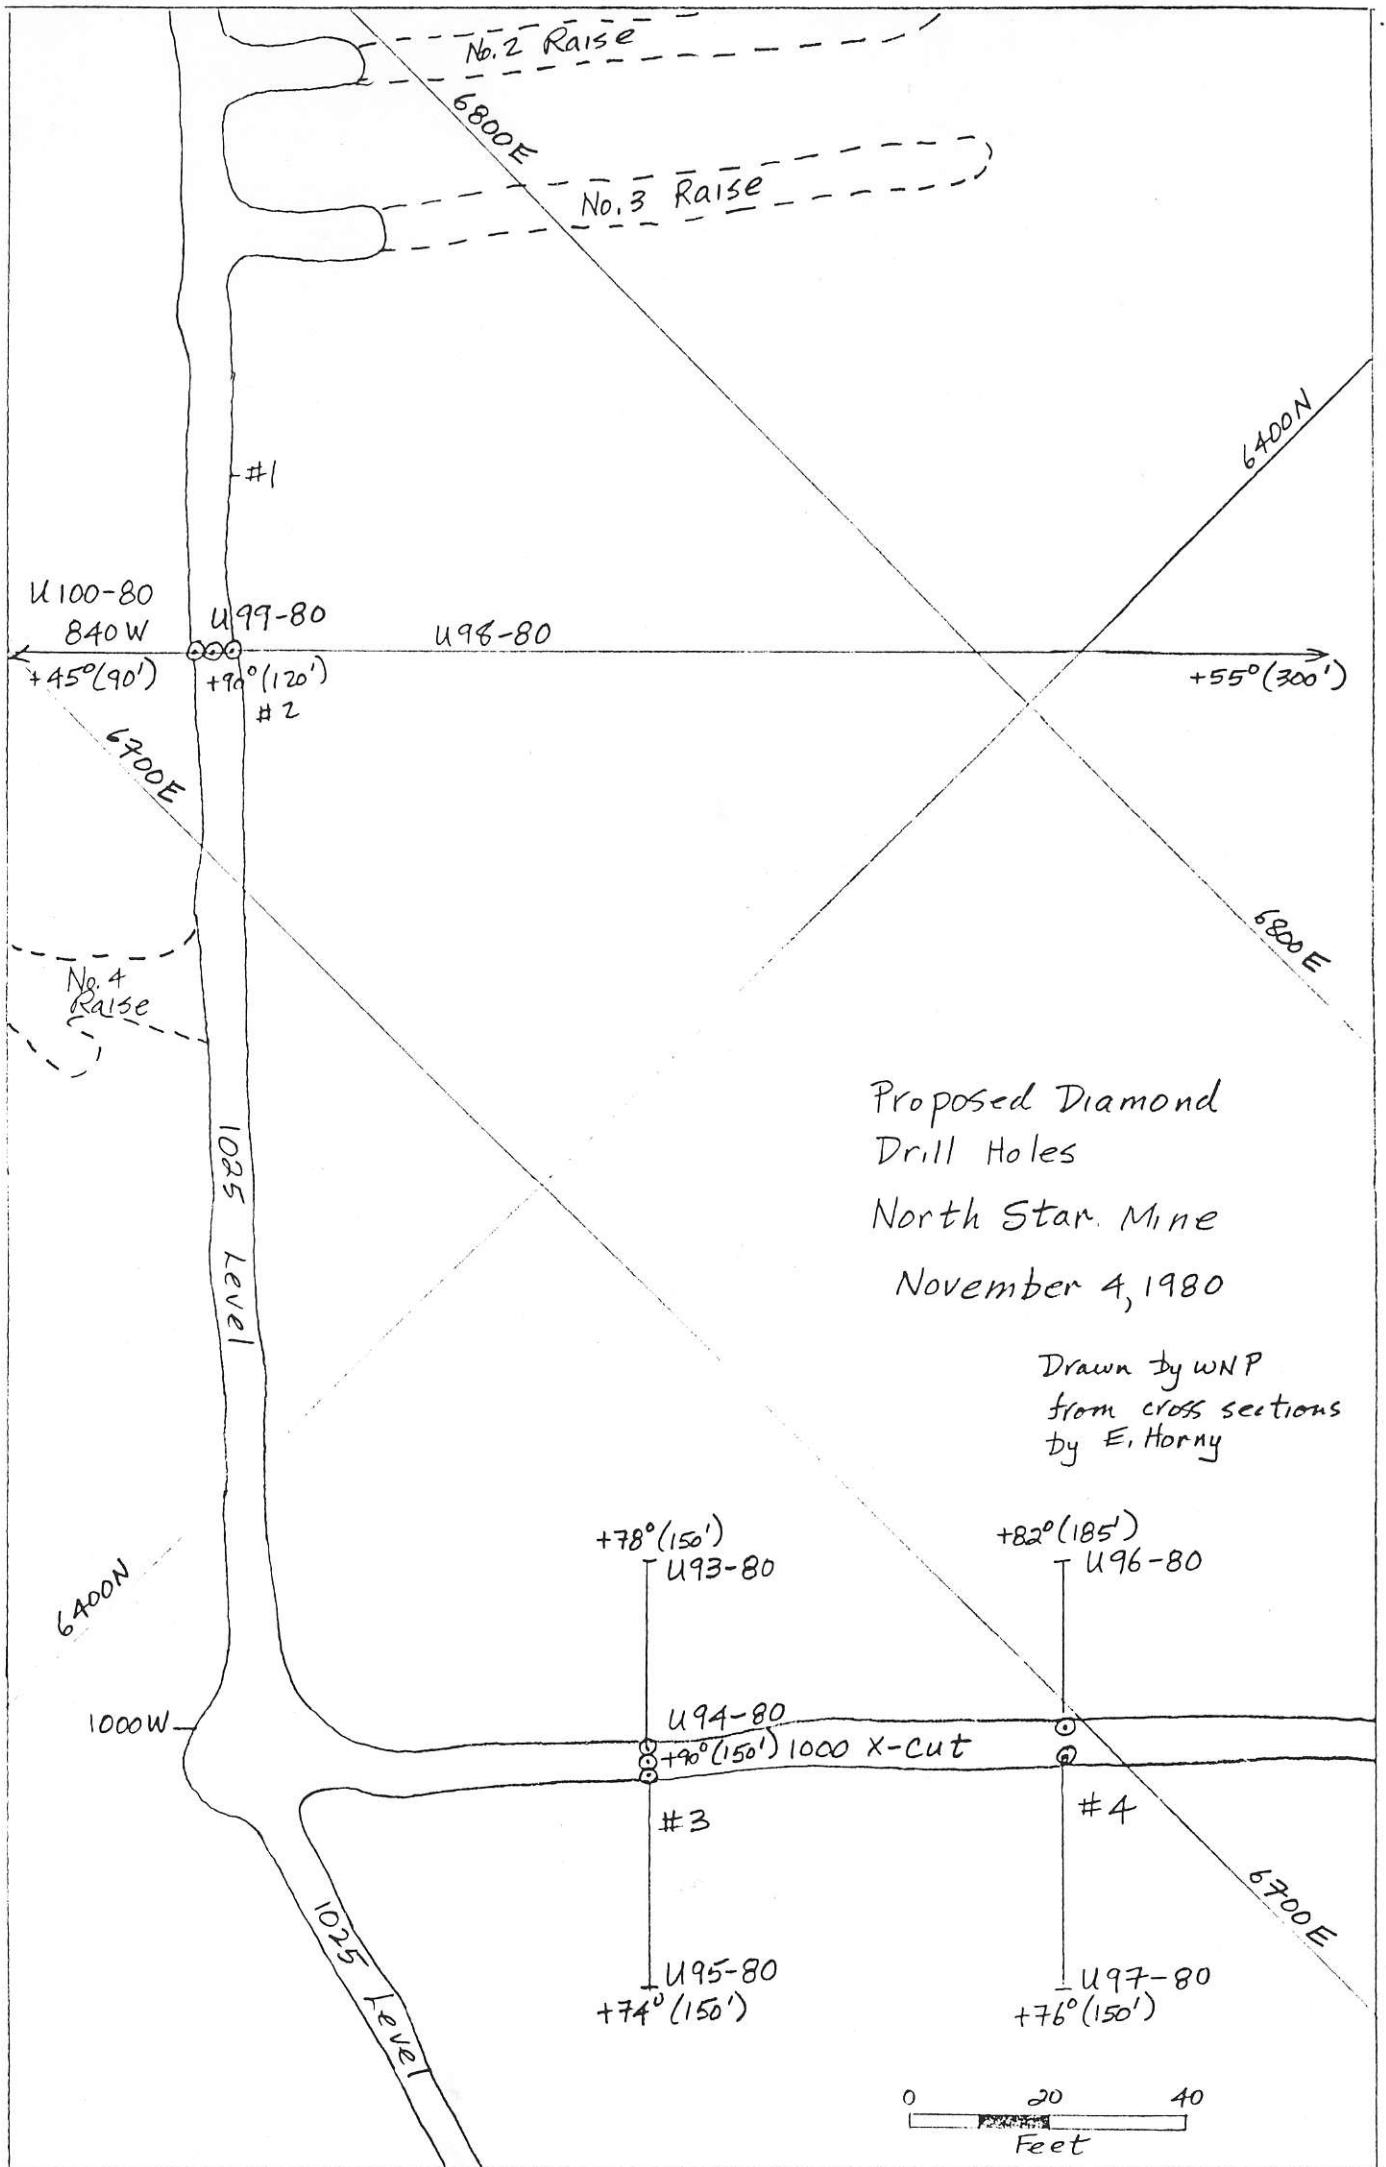 No. 2 Raise
6800E
No. 3 Raise
6400N
#1
U100-80
840W
U99-80
U98-80
+45°(90')
+90°(120')
+55°(300')
#2
6700E
6800E
No. 4
Raise
1025 Level
Proposed Diamond
Drill Holes
North Star Mine
November 4, 1980
Drawn by WNP
from cross sections
by E. Horny
+78°(150')
U93-80
+82°(185')
U96-80
6400N
1000W
U94-80
+90°(150')
1000 X-Cut
#3
#4
6700E
1025 Level
U95-80
+74°(150')
U97-80
+76°(150')
0 20 40
Feet